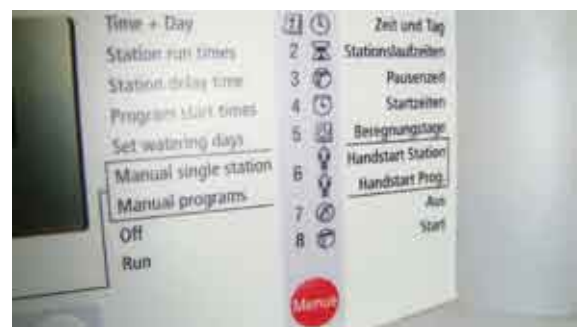 Time + Day 1 Zeit und Tag
Station run times 2 Stationslaufzeiten
Station delay time 3 Pausenzeit
Program start times 4 Startzeiten
Set watering days 5 Beregnungstage
Manual single station 6 Handstart Station
Manual programs Handstart Prog.
Off 7 Aus
Run 8 Start
Menue